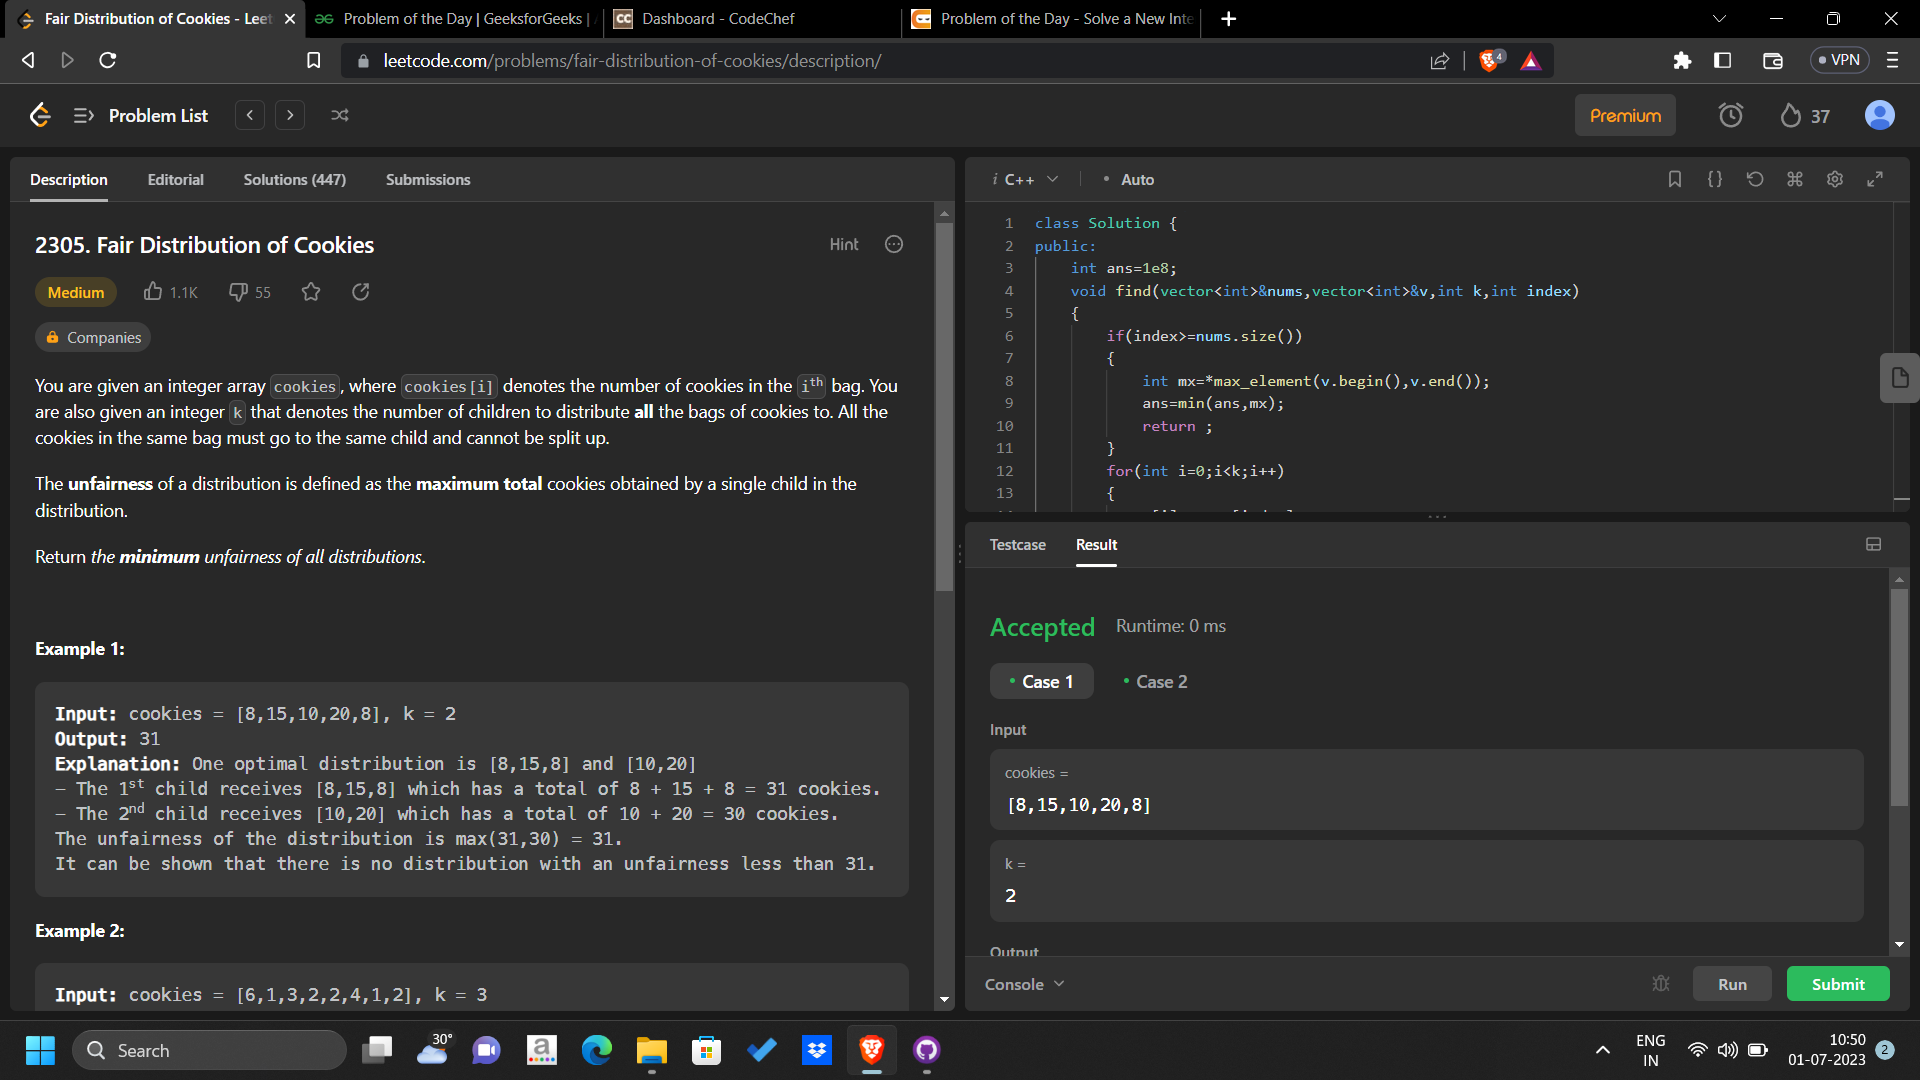 Fair Distribution of Cookies - Leet
Problem of the Day | GeeksforGeeks |
CC Dashboard - CodeChef
Problem of the Day - Solve a New Inte
leetcode.com/problems/fair-distribution-of-cookies/description/
4
VPN
Problem List
Premium
37
Description Editorial Solutions (447) Submissions
2305. Fair Distribution of Cookies
Hint
Medium 1.1K 55
Companies
You are given an integer array cookies, where cookies[i] denotes the number of cookies in the ith bag. You
are also given an integer k that denotes the number of children to distribute all the bags of cookies to. All the
cookies in the same bag must go to the same child and cannot be split up.
The unfairness of a distribution is defined as the maximum total cookies obtained by a single child in the
distribution.
Return the minimum unfairness of all distributions.
Example 1:
Input: cookies = [8,15,10,20,8], k = 2
Output: 31
Explanation: One optimal distribution is [8,15,8] and [10,20]
- The 1st child receives [8,15,8] which has a total of 8 + 15 + 8 = 31 cookies.
- The 2nd child receives [10,20] which has a total of 10 + 20 = 30 cookies.
The unfairness of the distribution is max(31,30) = 31.
It can be shown that there is no distribution with an unfairness less than 31.
Example 2:
Input: cookies = [6,1,3,2,2,4,1,2], k = 3
i C++ • Auto
1 class Solution {
2 public:
3 int ans=1e8;
4 void find(vector<int>&nums,vector<int>&v,int k,int index)
5 {
6 if(index>=nums.size())
7 {
8 int mx=*max_element(v.begin(),v.end());
9 ans=min(ans,mx);
10 return ;
11 }
12 for(int i=0;i<k;i++)
13 {
Testcase Result
Accepted Runtime: 0 ms
• Case 1 • Case 2
Input
cookies =
[8,15,10,20,8]
k =
2
Output
Console
Run
Submit
Search
30°
a
ENG
IN
10:50
01-07-2023
2